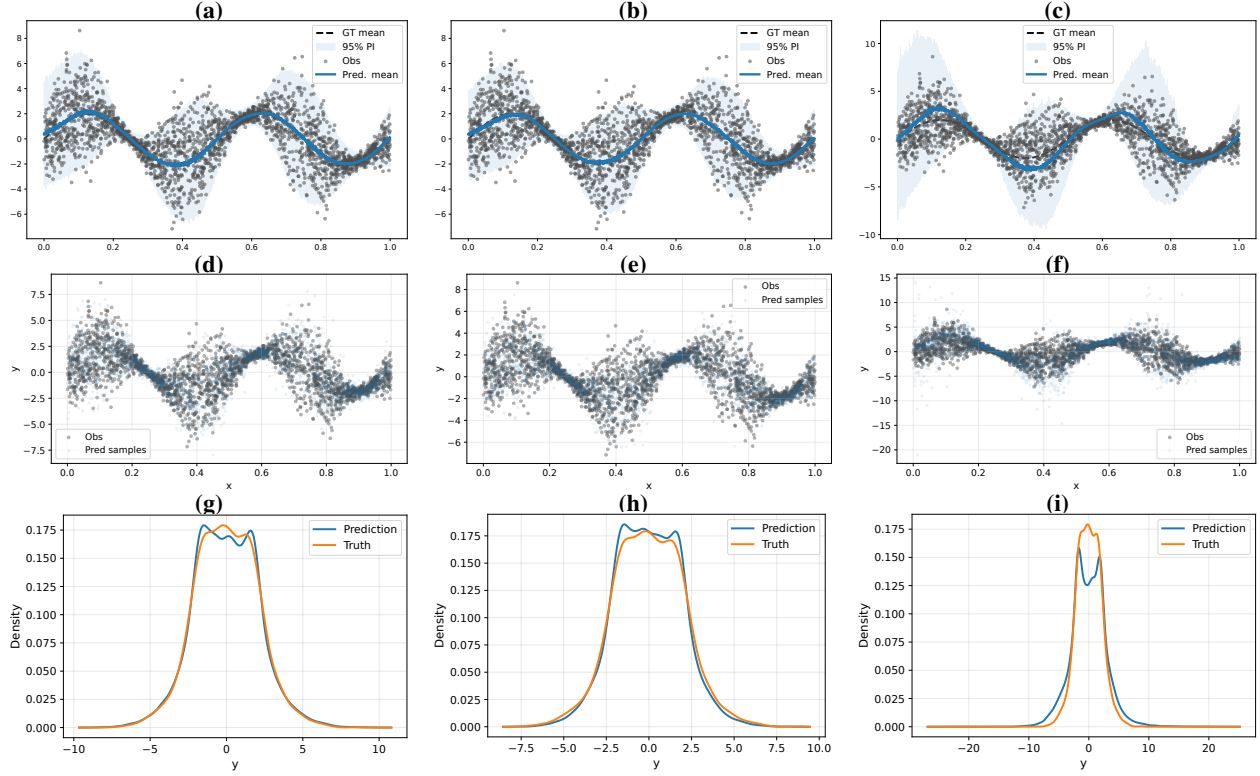 (a)
8
6
4
2
0
−2
−4
−6
0.0 0.2 0.4 0.6 0.8 1.0
GT mean
95% PI
Obs
Pred. mean
(b)
8
6
4
2
0
−2
−4
−6
0.0 0.2 0.4 0.6 0.8 1.0
GT mean
95% PI
Obs
Pred. mean
(c)
10
5
0
−5
−10
0.0 0.2 0.4 0.6 0.8 1.0
GT mean
95% PI
Obs
Pred. mean
(d)
y
7.5
5.0
2.5
0.0
−2.5
−5.0
−7.5
0.0 0.2 0.4 0.6 0.8 1.0
x
Obs
Pred samples
(e)
y
8
6
4
2
0
−2
−4
−6
0.0 0.2 0.4 0.6 0.8 1.0
x
Obs
Pred samples
(f)
y
15
10
5
0
−5
−10
−15
−20
0.0 0.2 0.4 0.6 0.8 1.0
x
Obs
Pred samples
(g)
Density
0.175
0.150
0.125
0.100
0.075
0.050
0.025
0.000
−10 −5 0 5 10
y
Prediction
Truth
(h)
Density
0.175
0.150
0.125
0.100
0.075
0.050
0.025
0.000
−7.5 −5.0 −2.5 0.0 2.5 5.0 7.5 10.0
y
Prediction
Truth
(i)
Density
0.175
0.150
0.125
0.100
0.075
0.050
0.025
0.000
−20 −10 0 10 20
y
Prediction
Truth